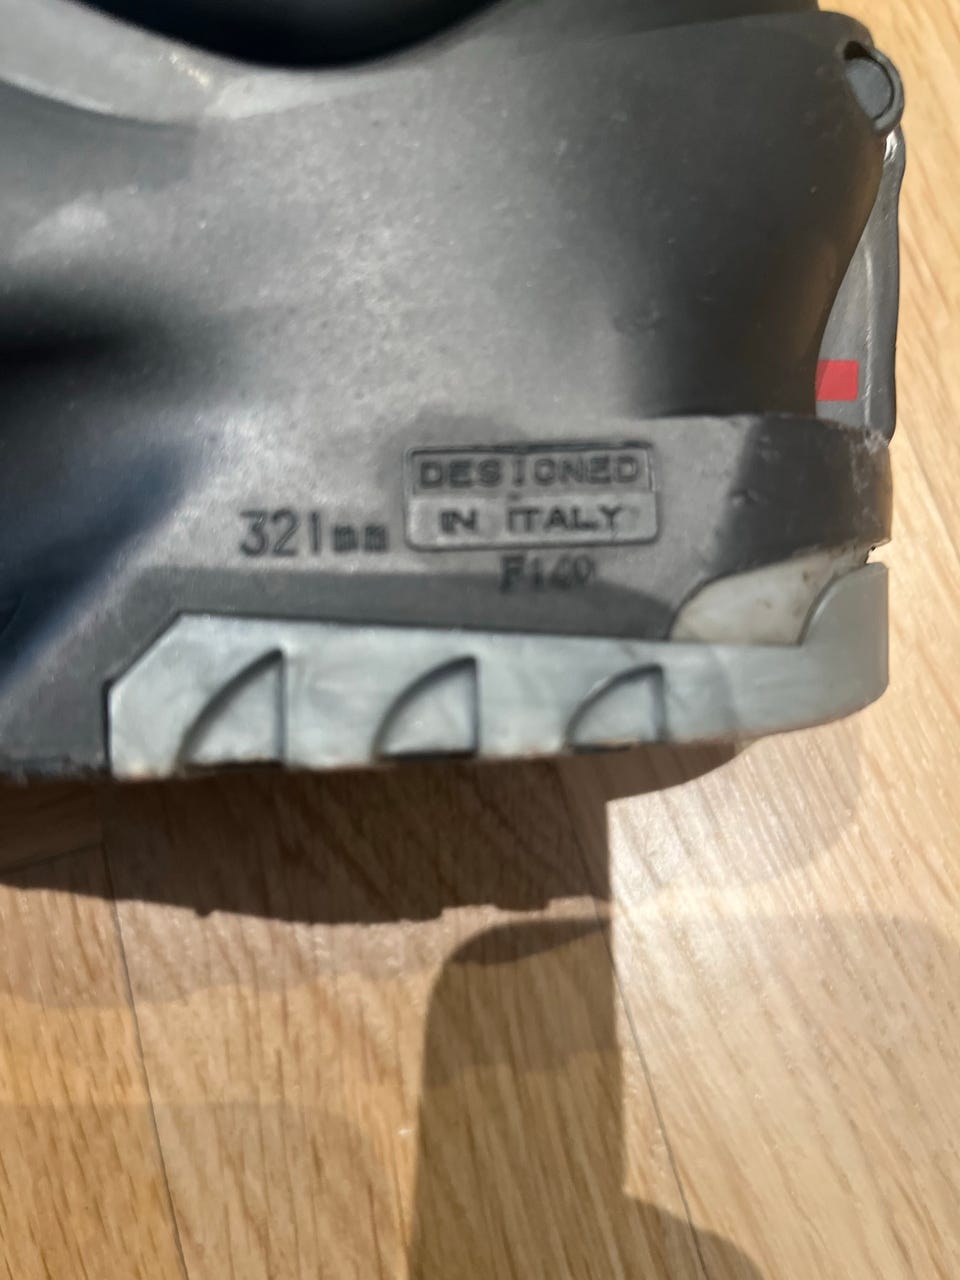 DESIGNED
IN ITALY
321mm
F140